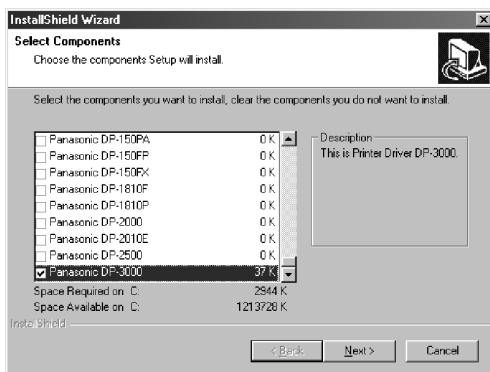 InstallShield Wizard
Select Components
Choose the components Setup will install.
Select the components you want to install, clear the components you do not want to install.
Panasonic DP-150PA 0 K
Panasonic DP-150FP 0 K
Panasonic DP-150FX 0 K
Panasonic DP-1810F 0 K
Panasonic DP-1810P 0 K
Panasonic DP-2000 0 K
Panasonic DP-2010E 0 K
Panasonic DP-2500 0 K
Panasonic DP-3000 37 K
Description
This is Printer Driver DP-3000.
Space Required on C: 2944 K
Space Available on C: 1213728 K
InstallShield
< Back Next > Cancel